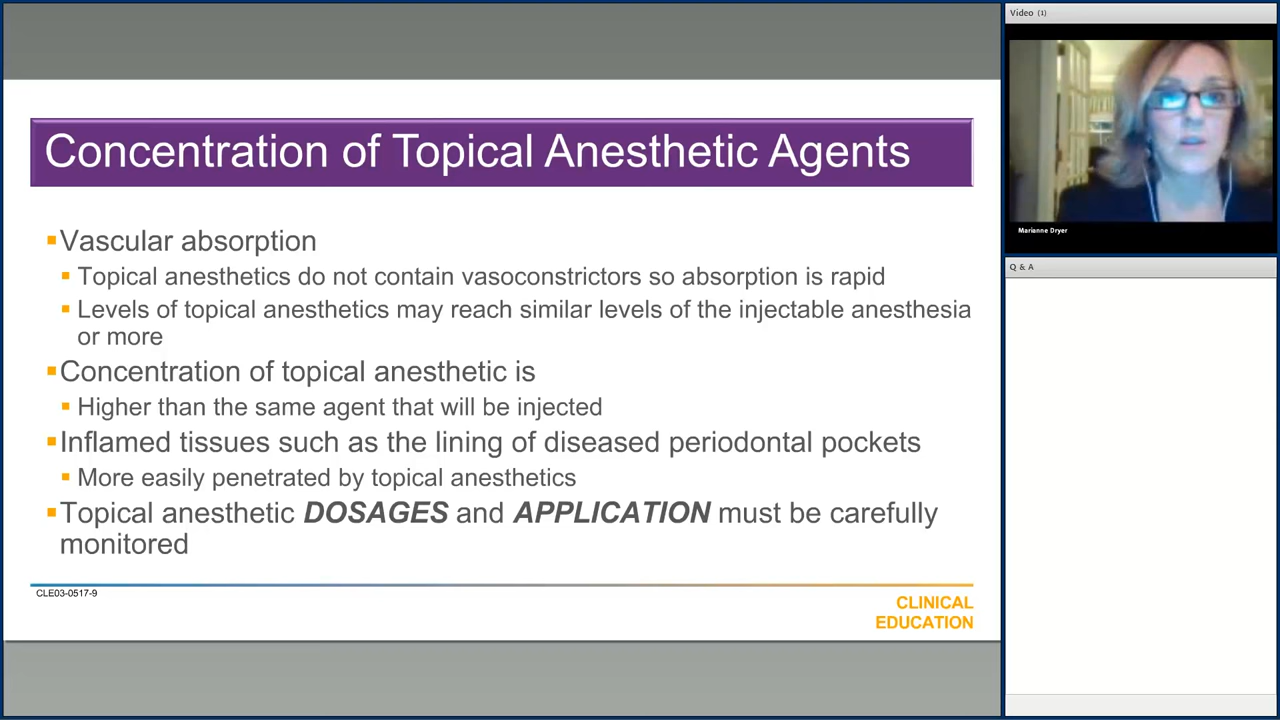 Concentration of Topical Anesthetic Agents
▪Vascular absorption
▪ Topical anesthetics do not contain vasoconstrictors so absorption is rapid
▪ Levels of topical anesthetics may reach similar levels of the injectable anesthesia
or more
▪Concentration of topical anesthetic is
▪ Higher than the same agent that will be injected
▪Inflamed tissues such as the lining of diseased periodontal pockets
▪ More easily penetrated by topical anesthetics
▪Topical anesthetic DOSAGES and APPLICATION must be carefully
monitored
CLE03-0517-9
CLINICAL
EDUCATION
Video (1)
Marianne Dryer
Q & A